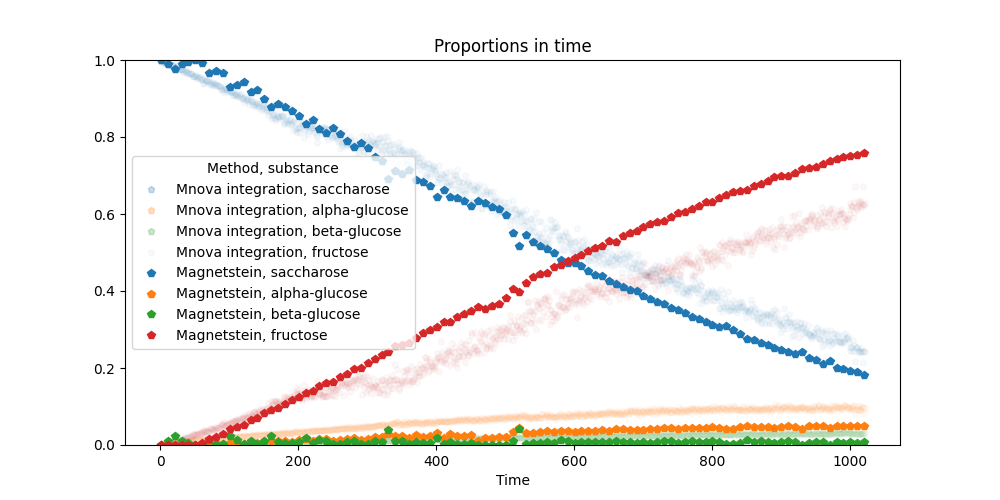 Proportions in time
1.0
0.8
0.6
0.4
0.2
0.0
Method, substance
Mnova integration, saccharose
Mnova integration, alpha-glucose
Mnova integration, beta-glucose
Mnova integration, fructose
Magnetstein, saccharose
Magnetstein, alpha-glucose
Magnetstein, beta-glucose
Magnetstein, fructose
0 200 400 600 800 1000
Time